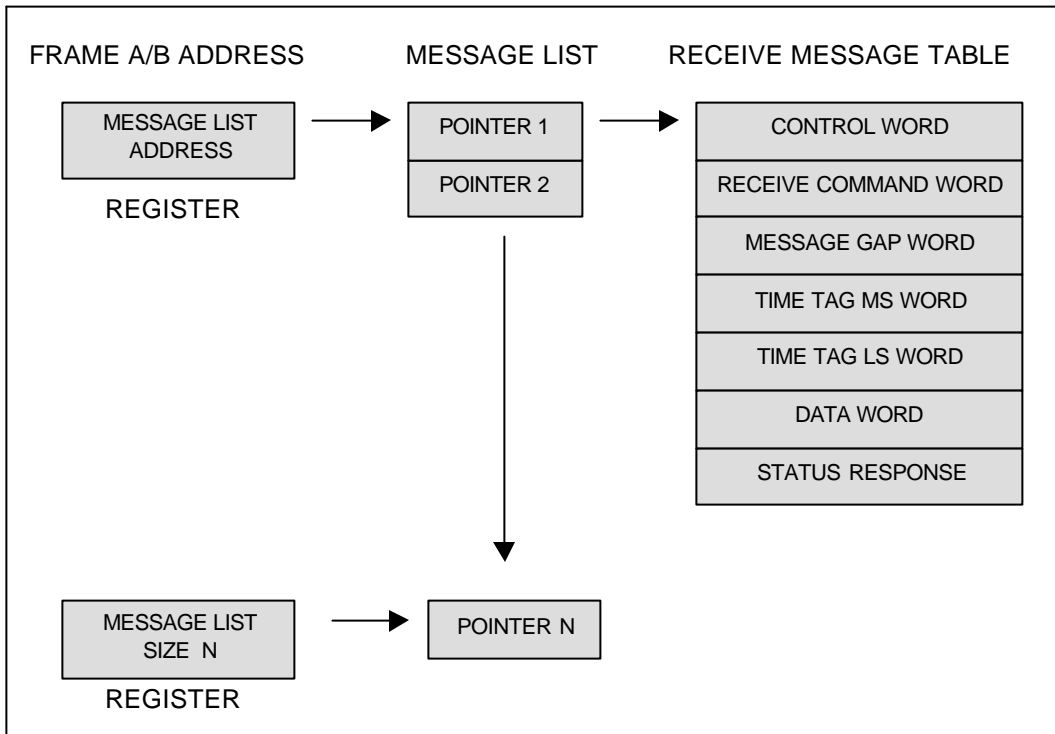 FRAME A/B ADDRESS
MESSAGE LIST
RECEIVE MESSAGE TABLE
MESSAGE LIST
ADDRESS
REGISTER
POINTER 1
POINTER 2
CONTROL WORD
RECEIVE COMMAND WORD
MESSAGE GAP WORD
TIME TAG MS WORD
TIME TAG LS WORD
DATA WORD
STATUS RESPONSE
MESSAGE LIST
SIZE N
REGISTER
POINTER N